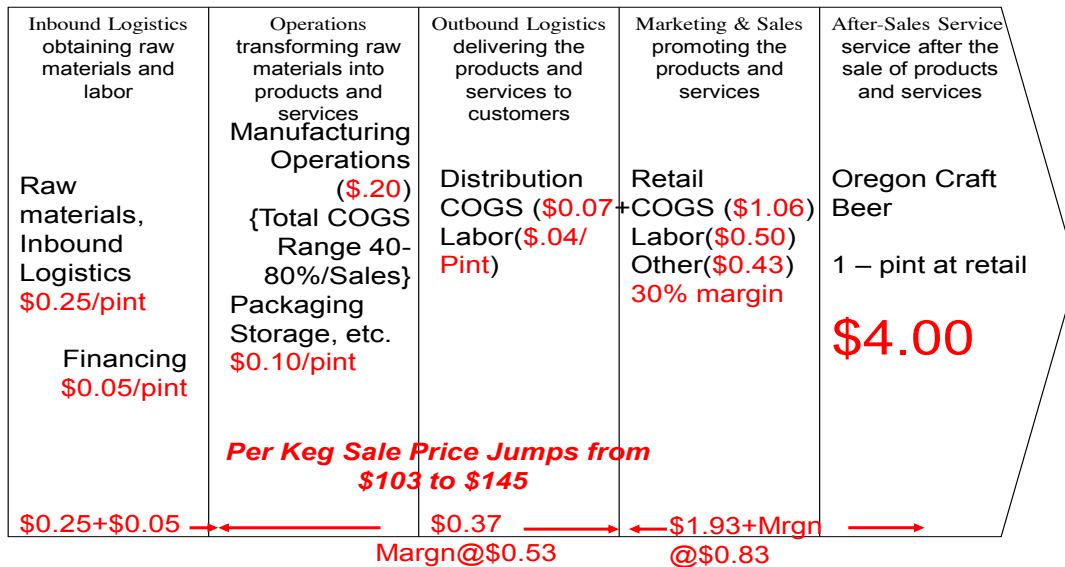 Inbound Logistics
obtaining raw
materials and
labor
Raw
materials,
Inbound
Logistics
$0.25/pint
Financing
$0.05/pint
Operations
transforming raw
materials into
products and
services
Manufacturing
Operations
($.20)
{Total COGS
Range 40-
80%/Sales}
Packaging
Storage, etc.
$0.10/pint
Outbound Logistics
delivering the
products and
services to
customers
Distribution
COGS ($0.07+
Labor($.04/
Pint)
Marketing & Sales
promoting the
products and
services
Retail
COGS ($1.06)
Labor($0.50)
Other($0.43)
30% margin
After-Sales Service
service after the
sale of products
and services
Oregon Craft
Beer
1 – pint at retail
$4.00
Per Keg Sale Price Jumps from
$103 to $145
$0.25+$0.05
$0.37
Margn@$0.53
$1.93+Mrgn
@$0.83